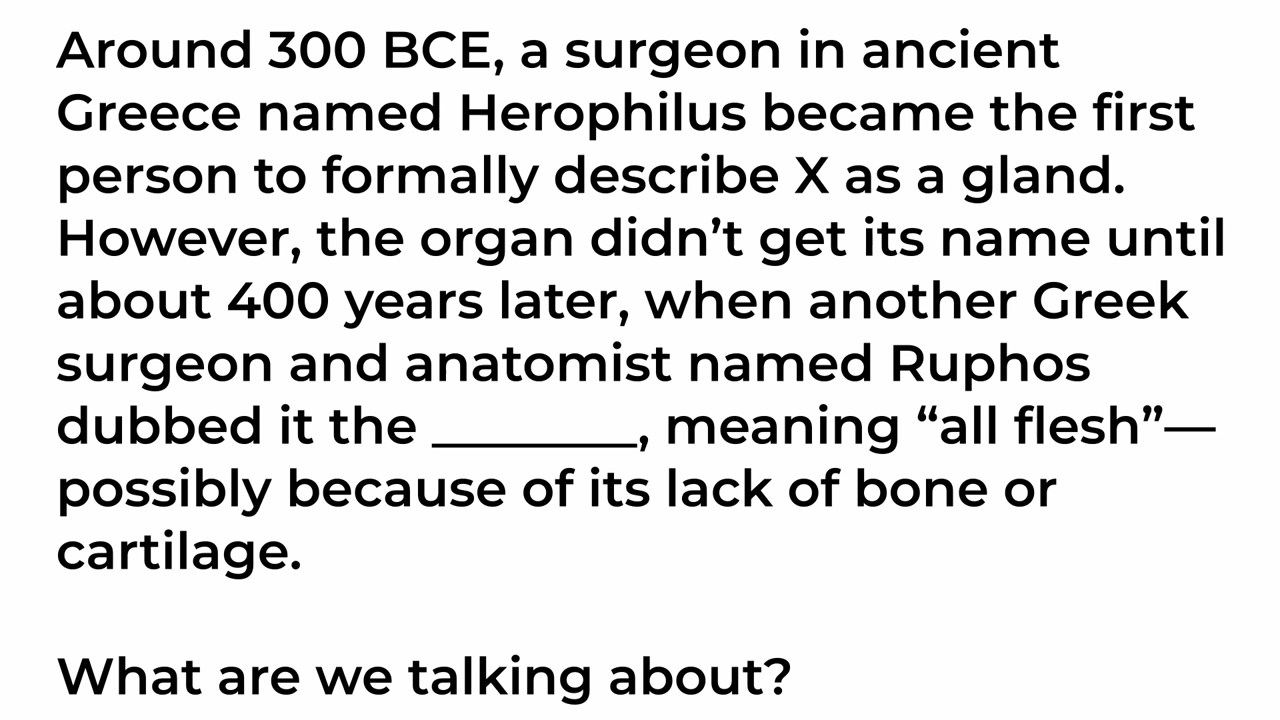 Around 300 BCE, a surgeon in ancient
Greece named Herophilus became the first
person to formally describe X as a gland.
However, the organ didn’t get its name until
about 400 years later, when another Greek
surgeon and anatomist named Ruphos
dubbed it the ________, meaning “all flesh”—
possibly because of its lack of bone or
cartilage.
What are we talking about?